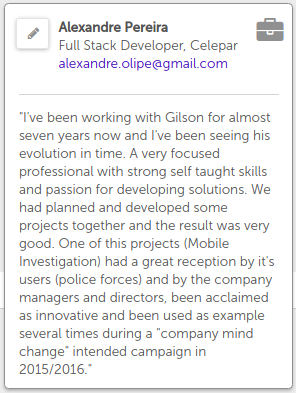 Alexandre Pereira
Full Stack Developer, Celepar
alexandre.olipe@gmail.com
"I've been working with Gilson for almost
seven years now and I've been seeing his
evolution in time. A very focused
professional with strong self taught skills
and passion for developing solutions. We
had planned and developed some
projects together and the result was very
good. One of this projects (Mobile
Investigation) had a great reception by it's
users (police forces) and by the company
managers and directors, been acclaimed
as innovative and been used as example
several times during a "company mind
change" intended campaign in
2015/2016."